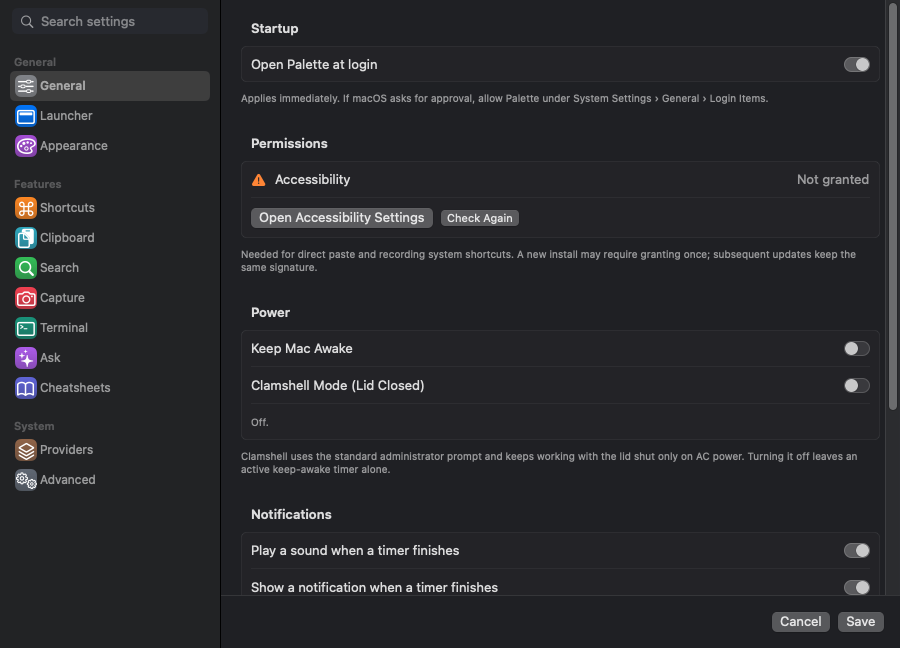 Search settings
General
General
Launcher
Appearance
Features
Shortcuts
Clipboard
Search
Capture
Terminal
Ask
Cheatsheets
System
Providers
Advanced
Startup
Open Palette at login
Applies immediately. If macOS asks for approval, allow Palette under System Settings › General › Login Items.
Permissions
Accessibility
Not granted
Open Accessibility Settings
Check Again
Needed for direct paste and recording system shortcuts. A new install may require granting once; subsequent updates keep the
same signature.
Power
Keep Mac Awake
Clamshell Mode (Lid Closed)
Off.
Clamshell uses the standard administrator prompt and keeps working with the lid shut only on AC power. Turning it off leaves an
active keep-awake timer alone.
Notifications
Play a sound when a timer finishes
Show a notification when a timer finishes
Cancel
Save